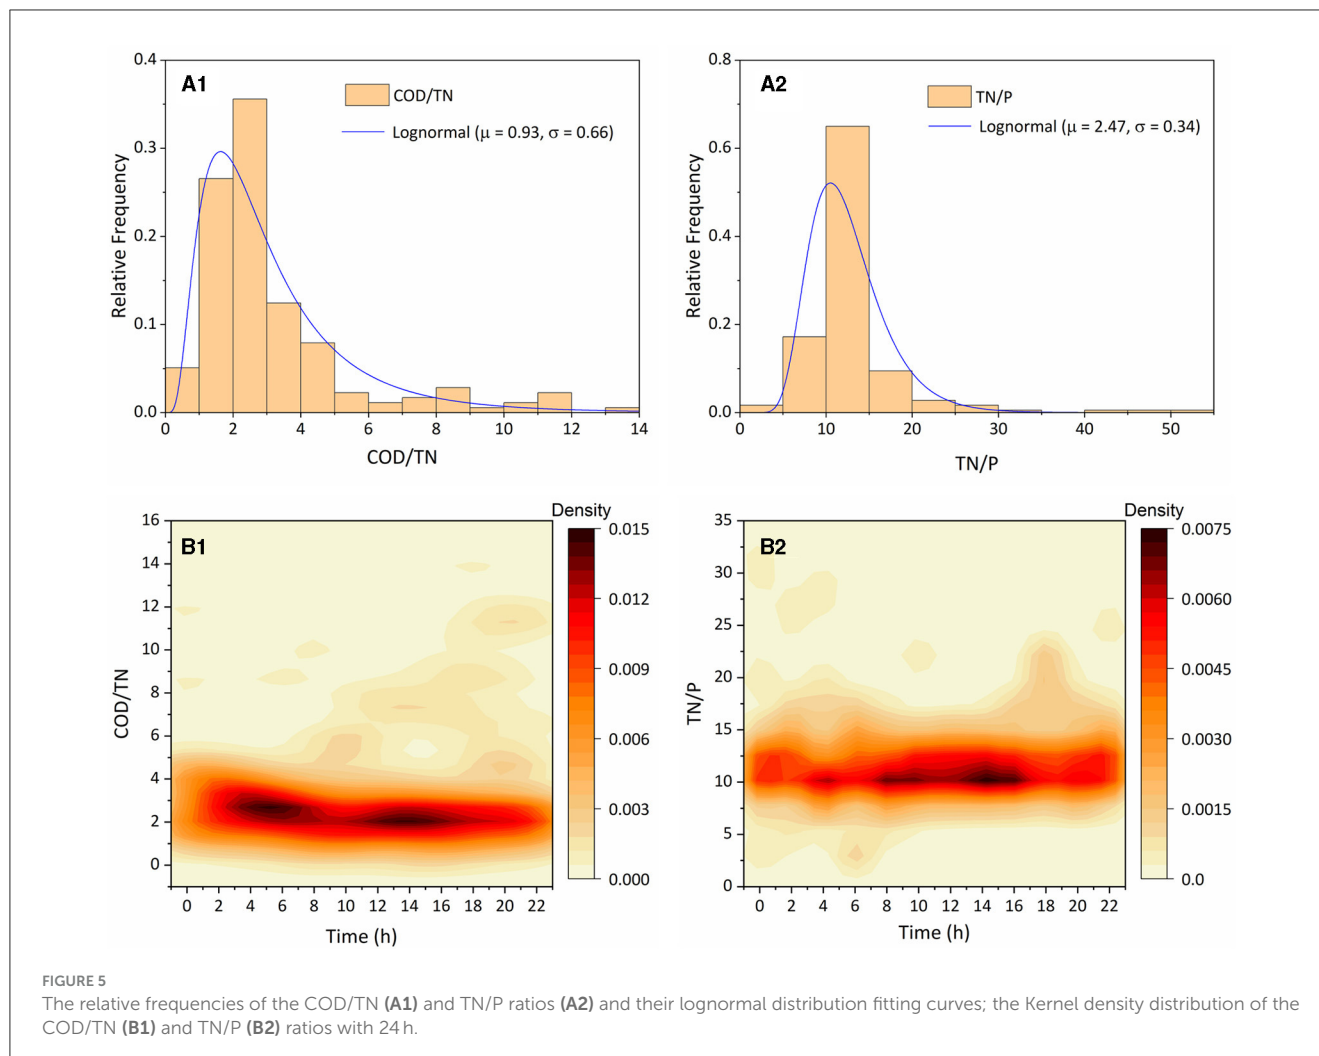 A1
COD/TN
Lognormal (μ = 0.93, σ = 0.66)
Relative Frequency
0.4
0.3
0.2
0.1
0.0
0 2 4 6 8 10 12 14
COD/TN
A2
TN/P
Lognormal (μ = 2.47, σ = 0.34)
Relative Frequency
0.8
0.6
0.4
0.2
0.0
0 10 20 30 40 50
TN/P
B1
COD/TN
16
14
12
10
8
6
4
2
0
0 2 4 6 8 10 12 14 16 18 20 22
Time (h)
Density
0.015
0.012
0.009
0.006
0.003
0.000
B2
TN/P
35
30
25
20
15
10
5
0
0 2 4 6 8 10 12 14 16 18 20 22
Time (h)
Density
0.0075
0.0060
0.0045
0.0030
0.0015
0.0
FIGURE 5
The relative frequencies of the COD/TN (A1) and TN/P ratios (A2) and their lognormal distribution fitting curves; the Kernel density distribution of the
COD/TN (B1) and TN/P (B2) ratios with 24 h.